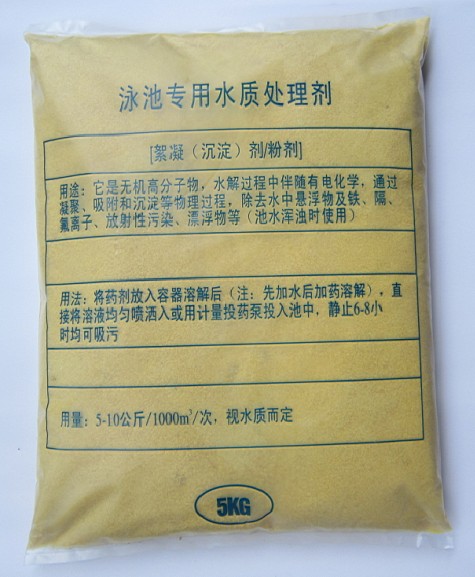 泳池专用水质处理剂
[絮凝（沉淀）剂/粉剂]
用途：它是无机高分子物，水解过程中伴随有电化学，通过
凝聚、吸附和沉淀等物理过程，除去水中悬浮物及铁、隔、
氟离子、放射性污染、漂浮物等（池水浑浊时使用）
用法：将药剂放入容器溶解后（注：先加水后加药溶解），直
接将溶液均匀喷洒入或用计量投药泵投入池中，静止6-8小
时均可吸污
用量：5-10公斤/1000m³/次，视水质而定
5KG